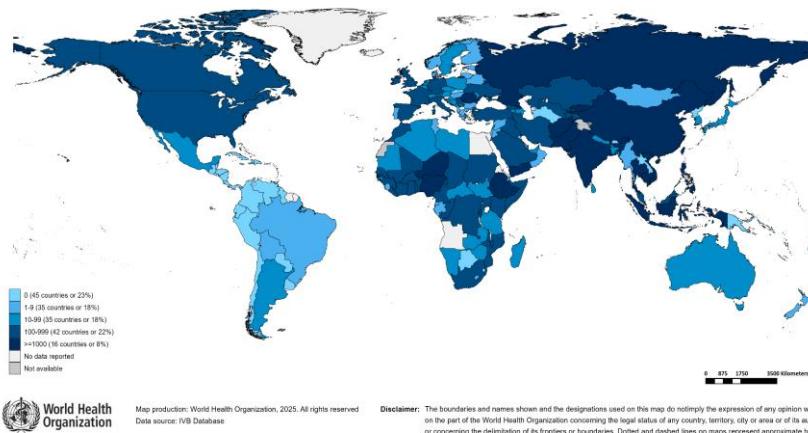 0 (45 countries or 23%)
1-9 (35 countries or 18%)
10-99 (35 countries or 18%)
100-999 (42 countries or 22%)
>=1000 (16 countries or 8%)
No data reported
Not available
0 875 1750 3500 Kilometers
World Health
Organization
Map production: World Health Organization, 2025. All rights reserved
Data source: IVB Database
Disclaimer: The boundaries and names shown and the designations used on this map do notimply the expression of any opinion w
on the part of the World Health Organization concerning the legal status of any country, territory, city or area or of its au
or concerning the delimitation of its frontiers or boundaries. Dotted and dashed lines on maps represent approximate b